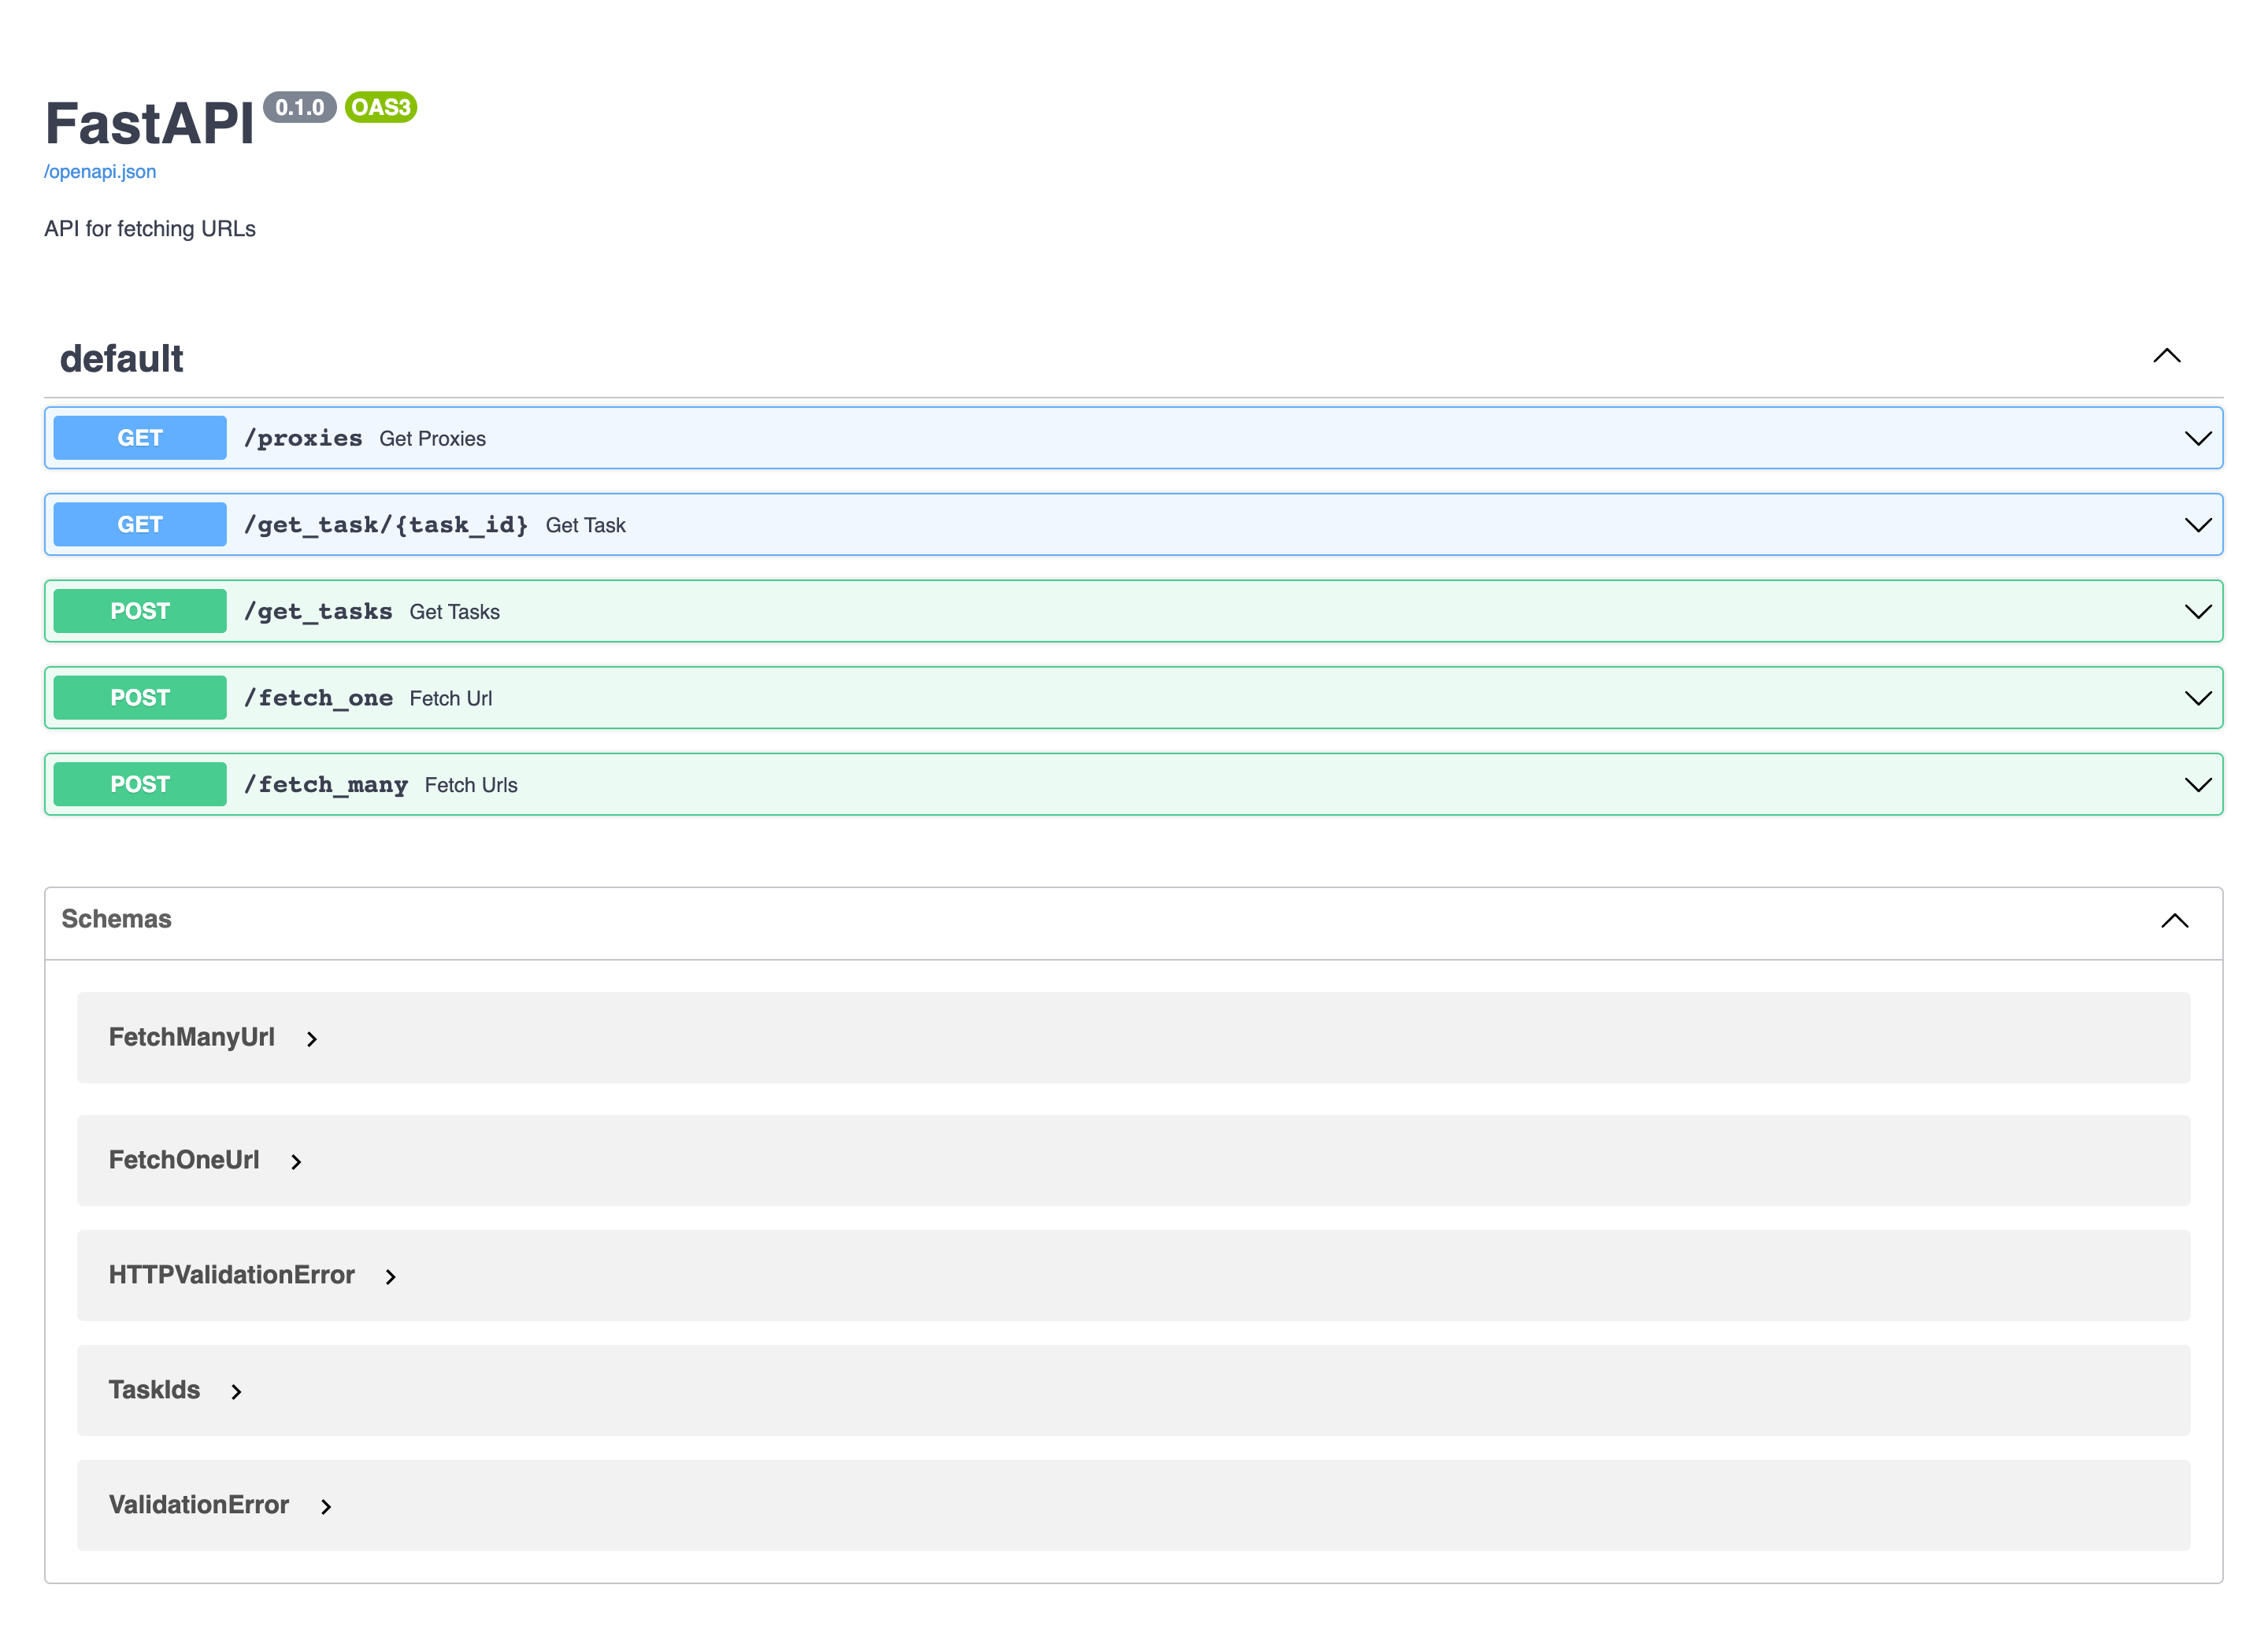 FastAPI 0.1.0 OAS3
/openapi.json
API for fetching URLs
default
GET /proxies Get Proxies
GET /get_task/{task_id} Get Task
POST /get_tasks Get Tasks
POST /fetch_one Fetch Url
POST /fetch_many Fetch Urls
Schemas
FetchManyUrl
FetchOneUrl
HTTPValidationError
TaskIds
ValidationError